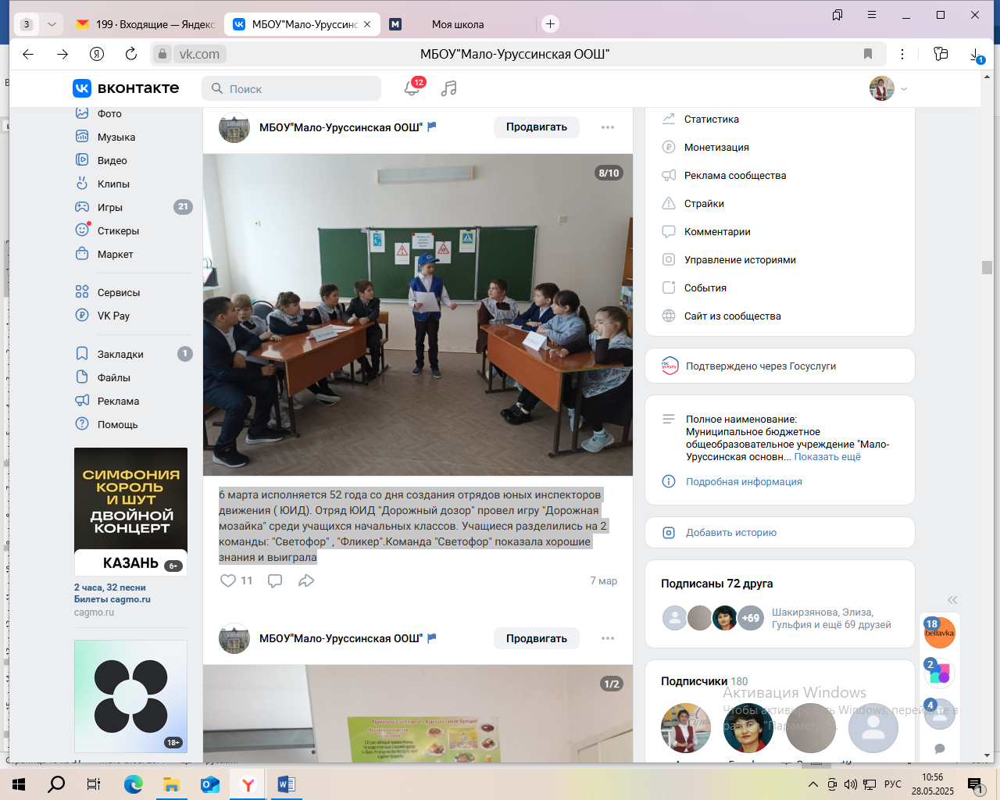 3
199 · Входящие — Яндекс
МБОУ"Мало-Уруссинс
Моя школа
vk.com
МБОУ"Мало-Уруссинская ООШ"
1
вконтакте
Поиск
12
Фото
Музыка
Видео
Клипы
Игры 21
Стикеры
Маркет
Сервисы
VK Pay
Закладки 1
Файлы
Реклама
Помощь
СИМФОНИЯ
КОРОЛЬ
И ШУТ
ДВОЙНОЙ
КОНЦЕРТ
КАЗАНЬ 6+
2 часа, 32 песни
Билеты cagmo.ru
cagmo.ru
18+
МБОУ"Мало-Уруссинская ООШ"
Продвигать
8/10
6 марта исполняется 52 года со дня создания отрядов юных инспекторов
движения ( ЮИД). Отряд ЮИД "Дорожный дозор" провел игру "Дорожная
мозайка" среди учащихся начальных классов. Учащиеся разделились на 2
команды: "Светофор" , "Фликер".Команда "Светофор" показала хорошие
знания и выиграла
11
7 мар
МБОУ"Мало-Уруссинская ООШ"
Продвигать
1/2
Статистика
Монетизация
Реклама сообщества
Страйки
Комментарии
Управление историями
События
Сайт из сообщества
Подтверждено через Госуслуги
Полное наименование:
Муниципальное бюджетное
общеобразовательное учреждение "Мало-
Уруссинская основн... Показать ещё
Подробная информация
Добавить историю
Подписаны 72 друга
+69
Шакирзянова, Элиза,
Гульфия и ещё 69 друзей
Подписчики 180
18
bellavka
2
4
Активация Windows
Чтобы активировать Windows, перейдите в
раздел "Параметры".
РУС
10:56
28.05.2025
1